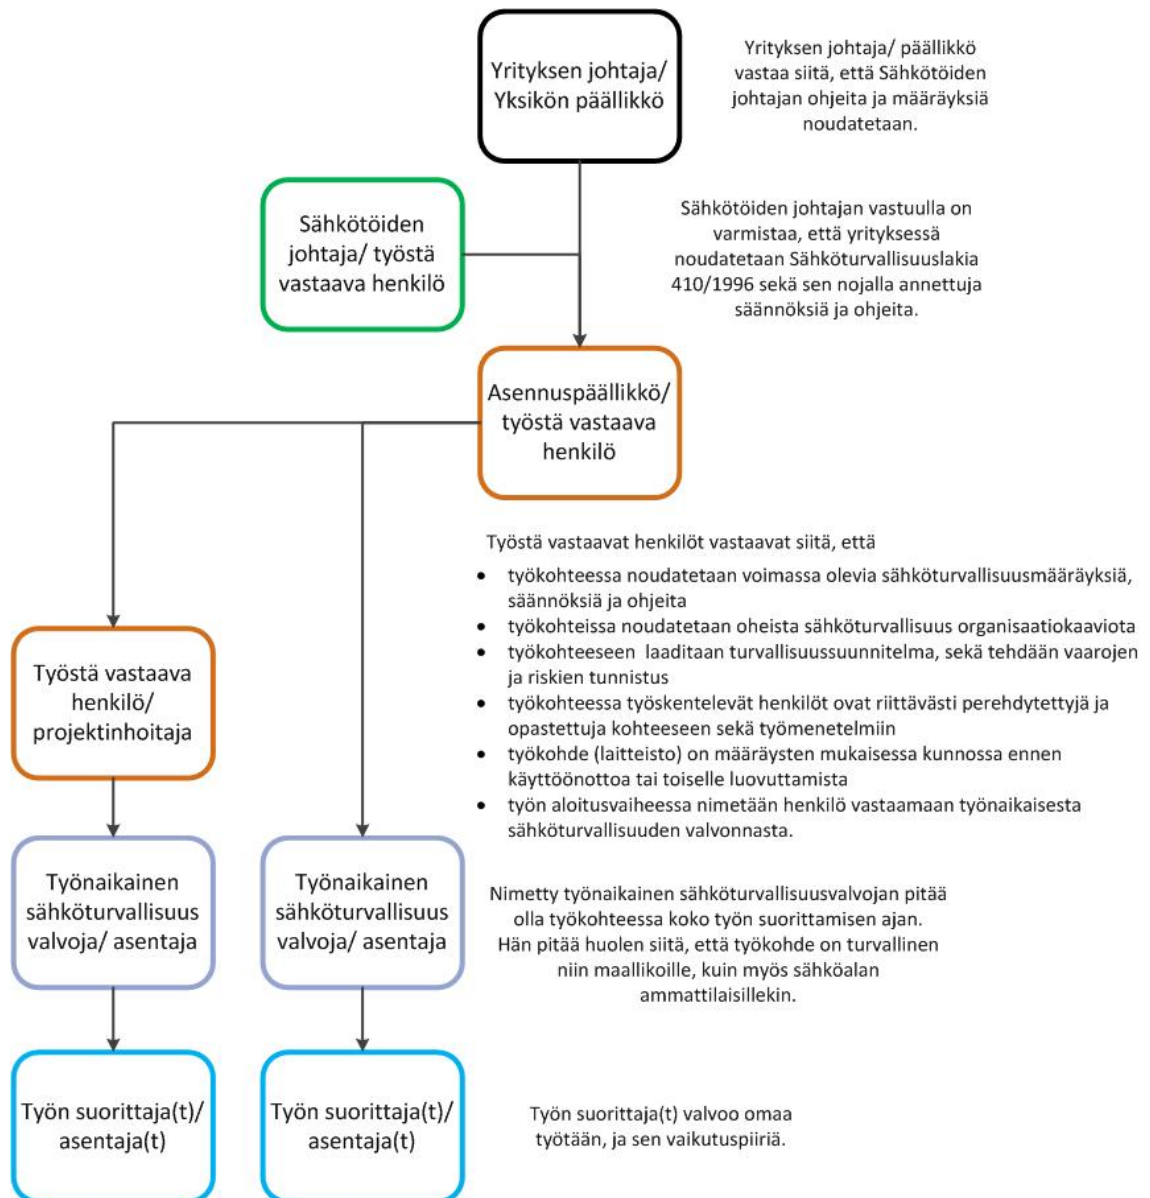 Yrityksen johtaja/
Yksikön päällikkö
Yrityksen johtaja/ päällikkö
vastaa siitä, että Sähkötöiden
johtajan ohjeita ja määräyksiä
noudatetaan.
Sähkötöiden
johtaja/ työstä
vastaava henkilö
Sähkötöiden johtajan vastuulla on
varmistaa, että yrityksessä
noudatetaan Sähköturvallisuuslakia
410/1996 sekä sen nojalla annettuja
säännöksiä ja ohjeita.
Asennuspäällikkö/
työstä vastaava
henkilö
Työstä vastaavat henkilöt vastaavat siitä, että
• työkohteessa noudatetaan voimassa olevia sähköturvallisuusmääräyksiä,
säännöksiä ja ohjeita
• työkohteissa noudatetaan oheista sähköturvallisuus organisaatiokaaviota
• työkohteeseen laaditaan turvallisuussuunnitelma, sekä tehdään vaarojen
ja riskien tunnistus
• työkohteessa työskentelevät henkilöt ovat riittävästi perehdytettyjä ja
opastettuja kohteeseen sekä työmenetelmiin
• työkohde (laitteisto) on määräysten mukaisessa kunnossa ennen
käyttöönottoa tai toiselle luovuttamista
• työn aloitusvaiheessa nimetään henkilö vastaamaan työnaikaisesta
sähköturvallisuuden valvonnasta.
Työstä vastaava
henkilö/
projektinhoitaja
Työnaikainen
sähköturvallisuus
valvoja/ asentaja
Työnaikainen
sähköturvallisuus
valvoja/ asentaja
Nimetty työnaikainen sähköturvallisuusvalvojan pitää
olla työkohteessa koko työn suorittamisen ajan.
Hän pitää huolen siitä, että työkohde on turvallinen
niin maallikoille, kuin myös sähköalan
ammattilaisillekin.
Työn suorittaja(t)/
asentaja(t)
Työn suorittaja(t)/
asentaja(t)
Työn suorittaja(t) valvoo omaa
työtään, ja sen vaikutuspiiriä.